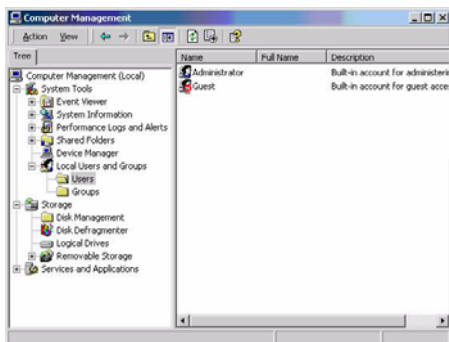 Computer Management
Action View
Tree
Name Full Name Description
Computer Management (Local)
System Tools
Event Viewer
System Information
Performance Logs and Alerts
Shared Folders
Device Manager
Local Users and Groups
Users
Groups
Storage
Disk Management
Disk Defragmenter
Logical Drives
Removable Storage
Services and Applications
Administrator Built-in account for administerin
Guest Built-in account for guest acce